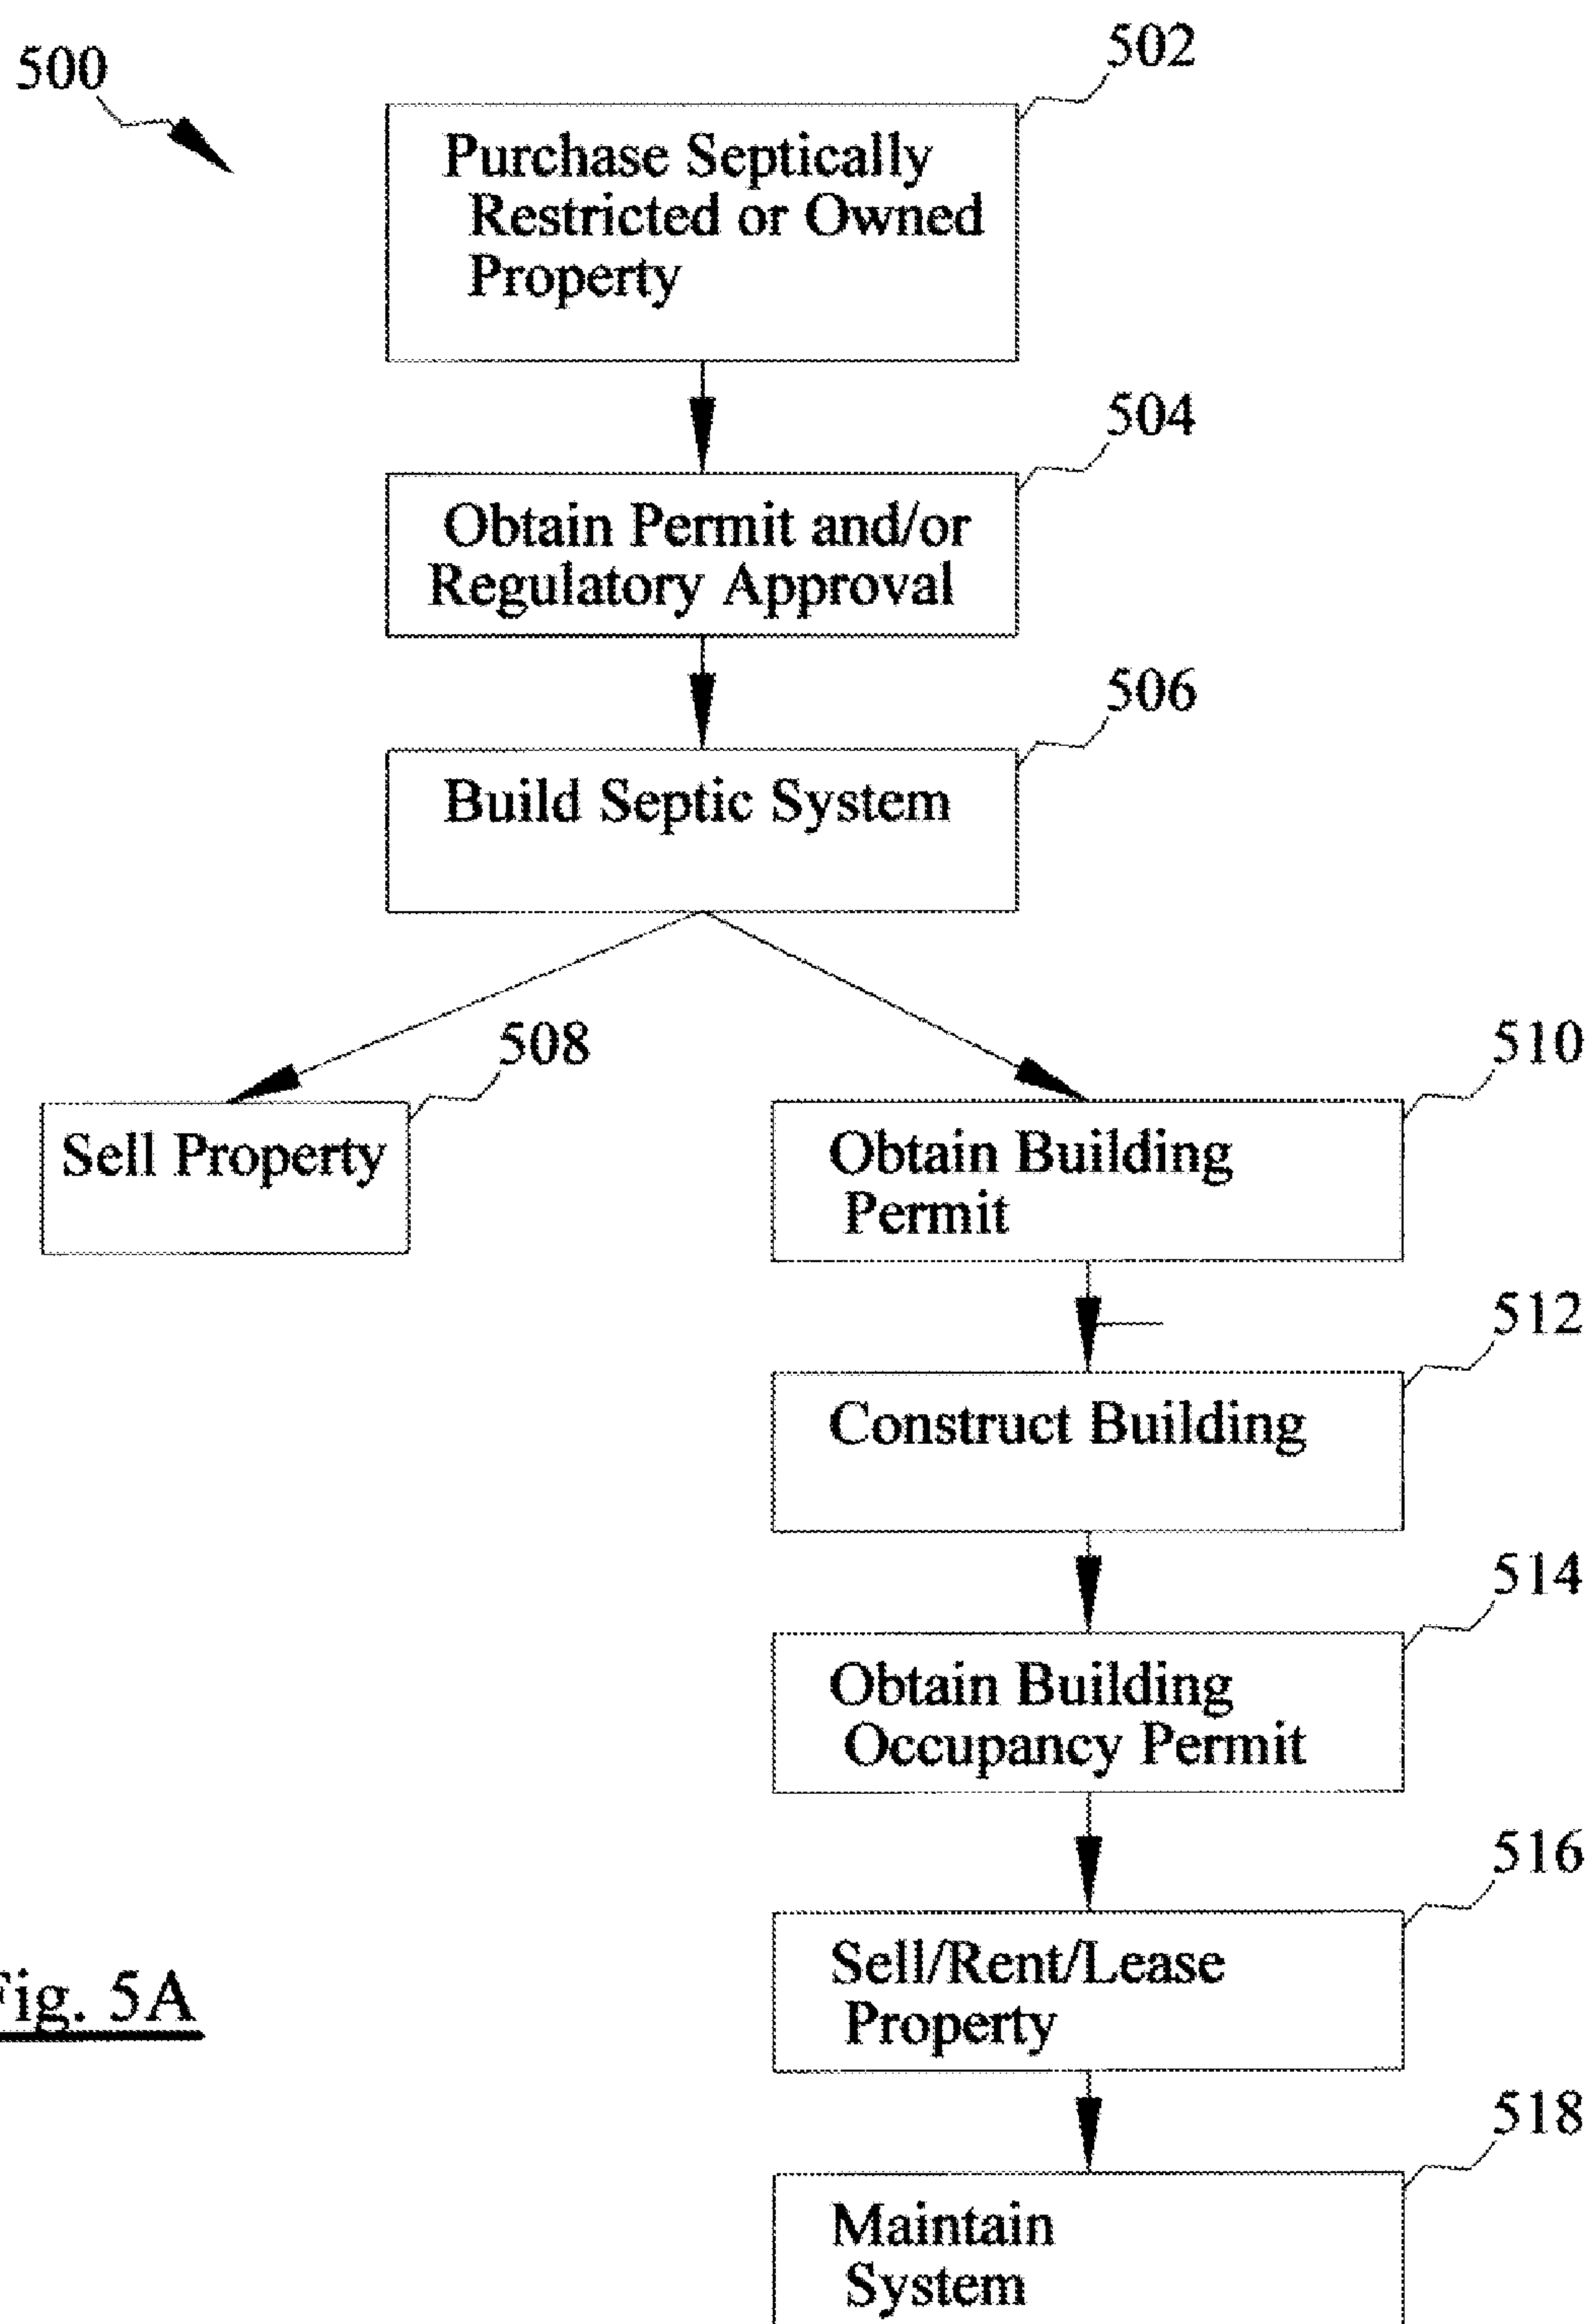 500
502
Purchase Septically
Restricted or Owned
Property
504
Obtain Permit and/or
Regulatory Approval
506
Build Septic System
508
Sell Property
510
Obtain Building
Permit
512
Construct Building
514
Obtain Building
Occupancy Permit
516
Sell/Rent/Lease
Property
Fig. 5A
518
Maintain
System